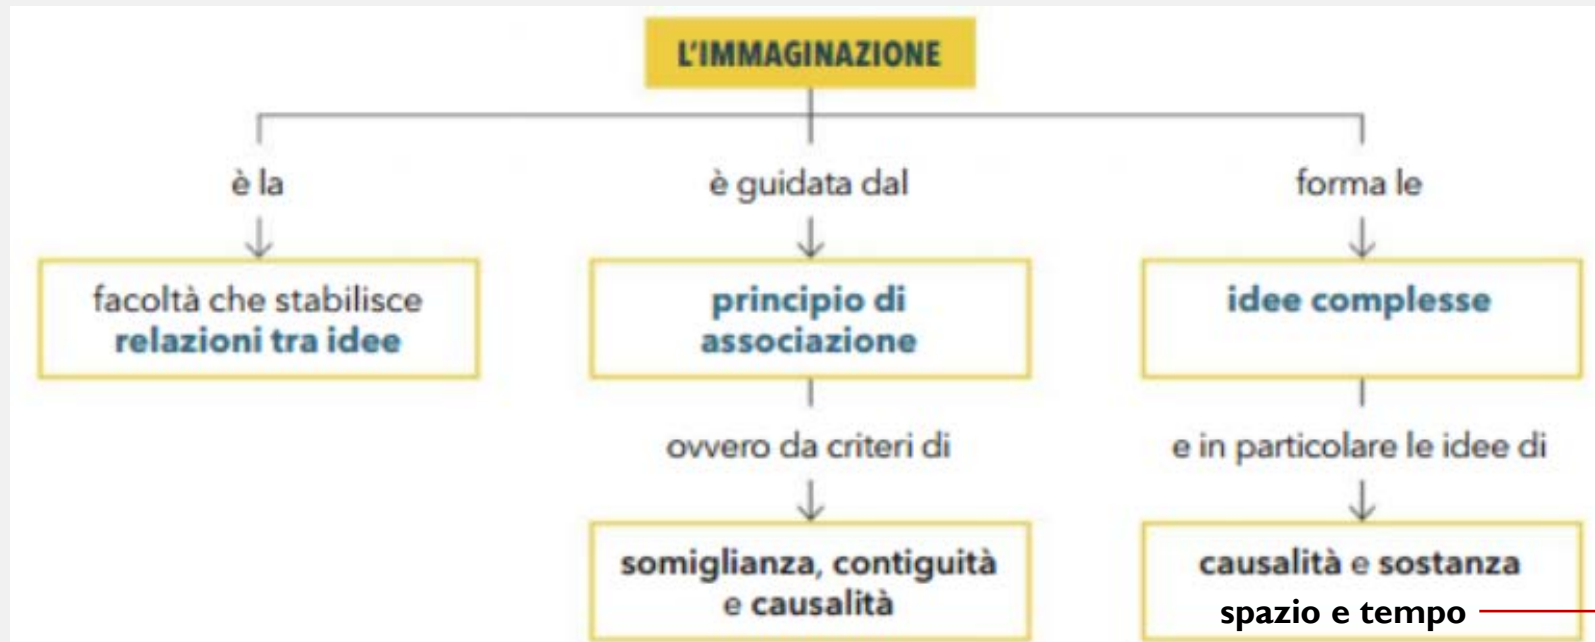 L'IMMAGINAZIONE
è la
è guidata dal
forma le
facoltà che stabilisce
relazioni tra idee
principio di
associazione
idee complesse
ovvero da criteri di
e in particolare le idee di
somiglianza, contiguità
e causalità
causalità e sostanza
spazio e tempo